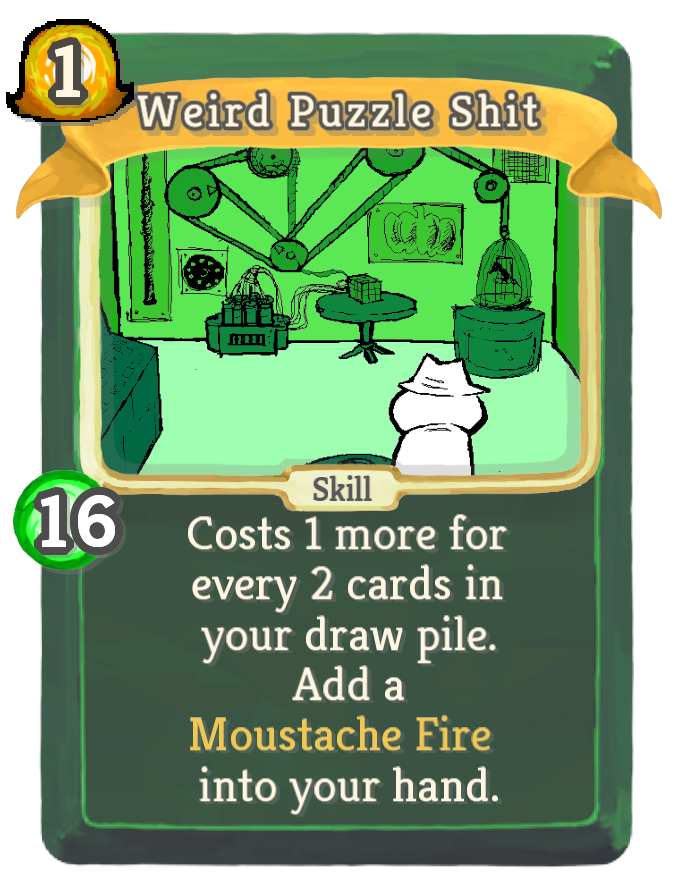 1
Weird Puzzle Shit
Skill
16
Costs 1 more for
every 2 cards in
your draw pile.
Add a
Moustache Fire
into your hand.